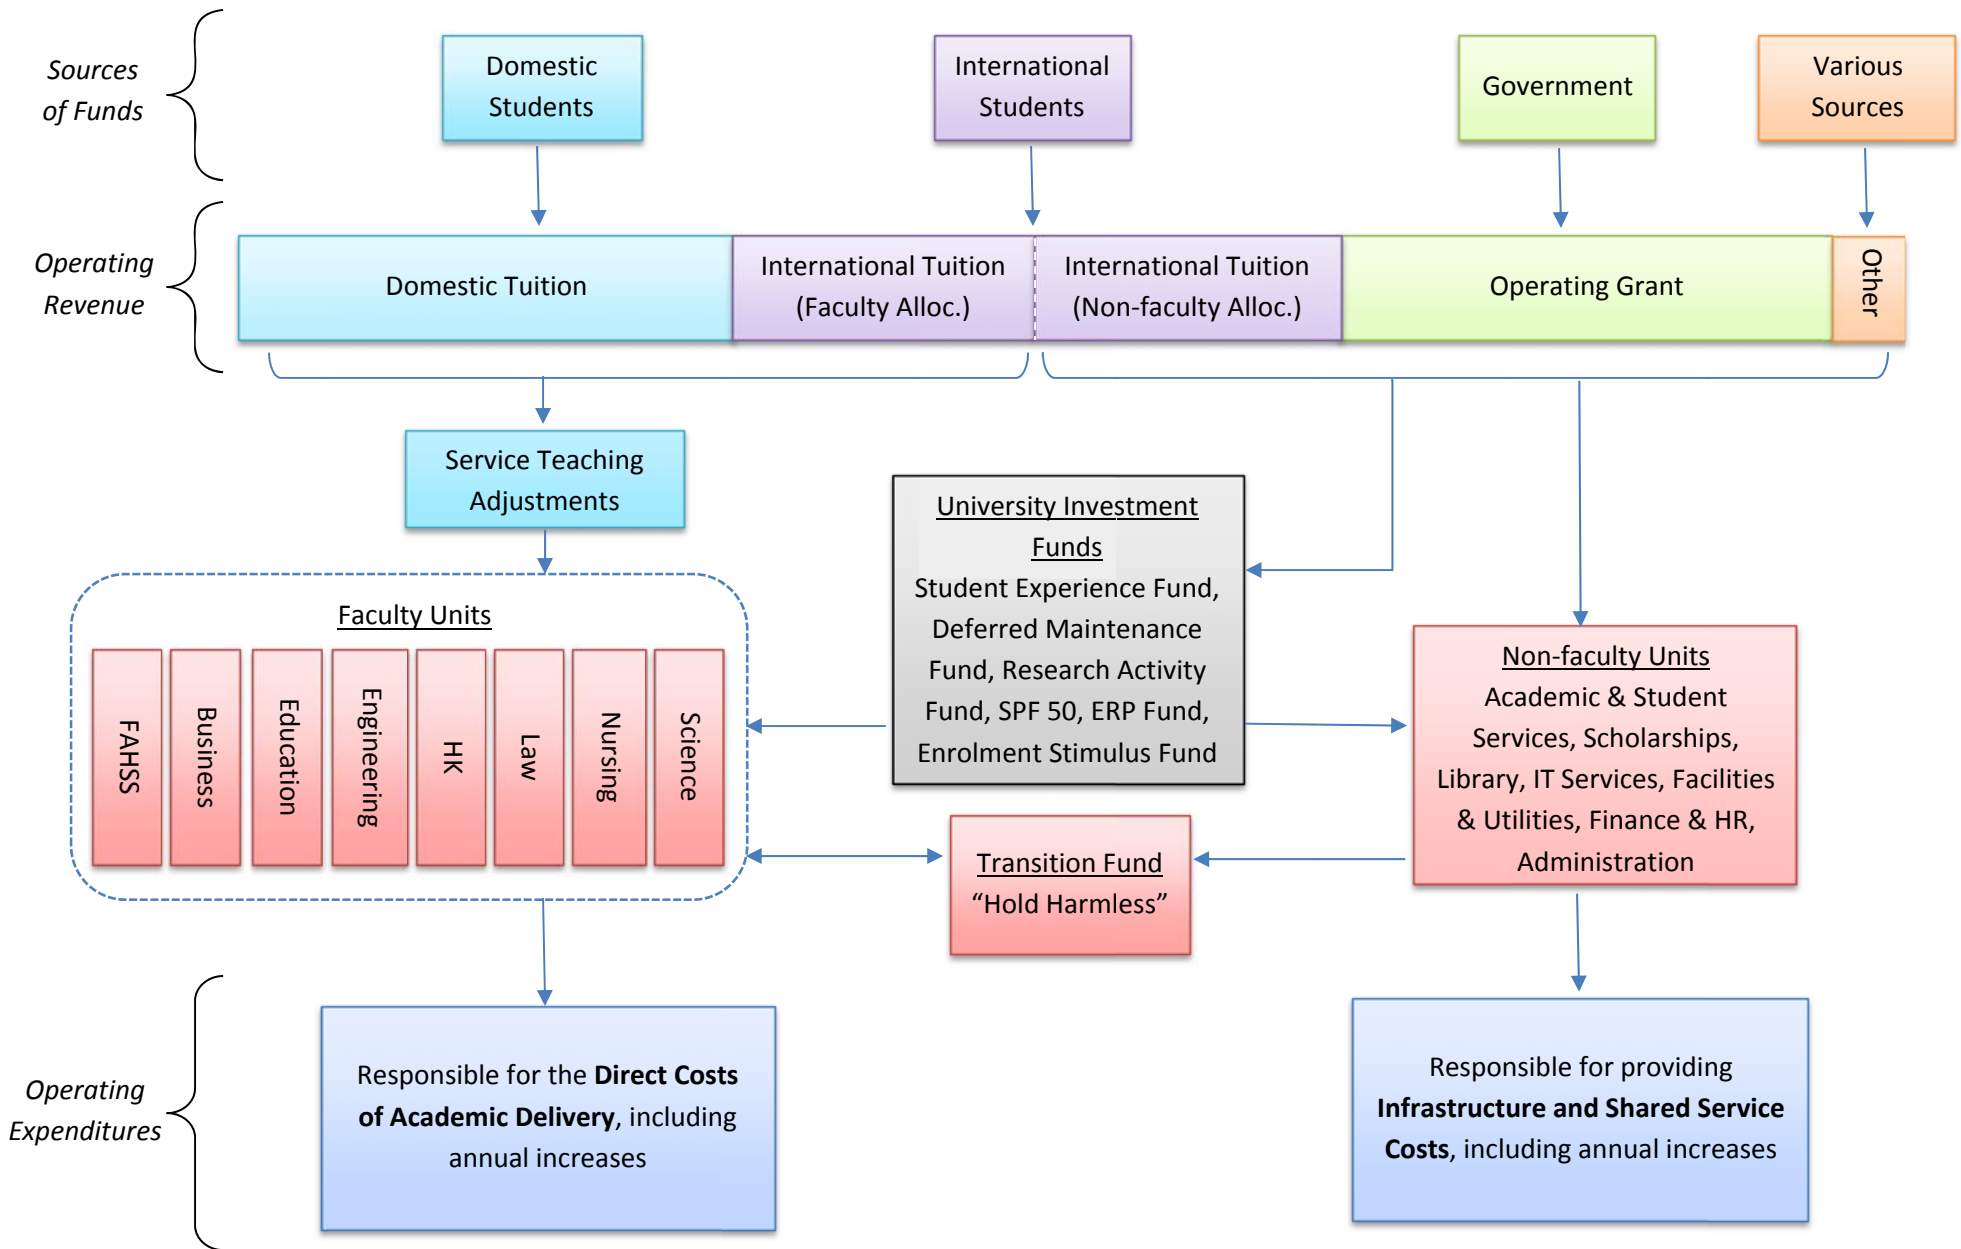 Sources
of Funds
Domestic
Students
International
Students
Government
Various
Sources
Operating
Revenue
Domestic Tuition
International Tuition
(Faculty Alloc.)
International Tuition
(Non-faculty Alloc.)
Operating Grant
Other
Service Teaching
Adjustments
University Investment
Funds
Student Experience Fund,
Deferred Maintenance
Fund, Research Activity
Fund, SPF 50, ERP Fund,
Enrolment Stimulus Fund
Faculty Units
FAHSS
Business
Education
Engineering
HK
Law
Nursing
Science
Non-faculty Units
Academic & Student
Services, Scholarships,
Library, IT Services, Facilities
& Utilities, Finance & HR,
Administration
Transition Fund
“Hold Harmless”
Operating
Expenditures
Responsible for the Direct Costs
of Academic Delivery, including
annual increases
Responsible for providing
Infrastructure and Shared Service
Costs, including annual increases